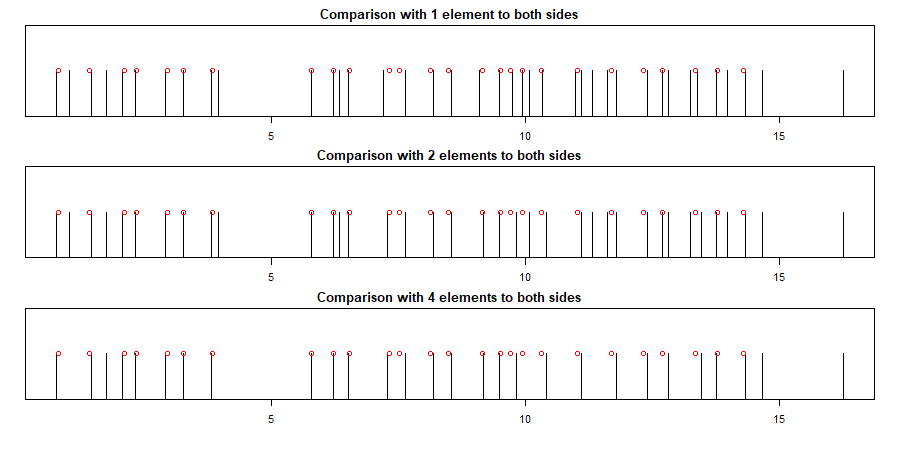 Comparison with 1 element to both sides
5 10 15
Comparison with 2 elements to both sides
5 10 15
Comparison with 4 elements to both sides
5 10 15